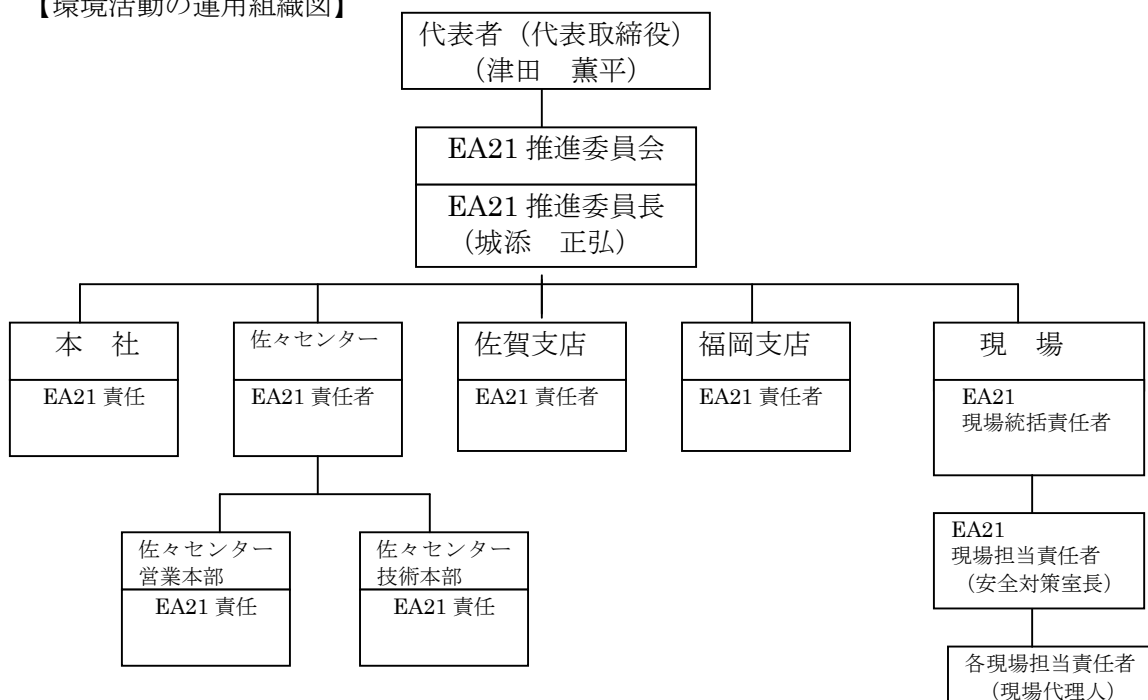 【環境活動の運用組織図】
代表者（代表取締役）
（津田　薫平）
EA21 推進委員会
EA21 推進委員長
（城添　正弘）
本　社
EA21 責任
佐々センター
EA21 責任者
佐賀支店
EA21 責任者
福岡支店
EA21 責任者
現　場
EA21
現場統括責任者
佐々センター
営業本部
EA21 責任
佐々センター
技術本部
EA21 責任
EA21
現場担当責任者
（安全対策室長）
各現場担当責任者
（現場代理人）